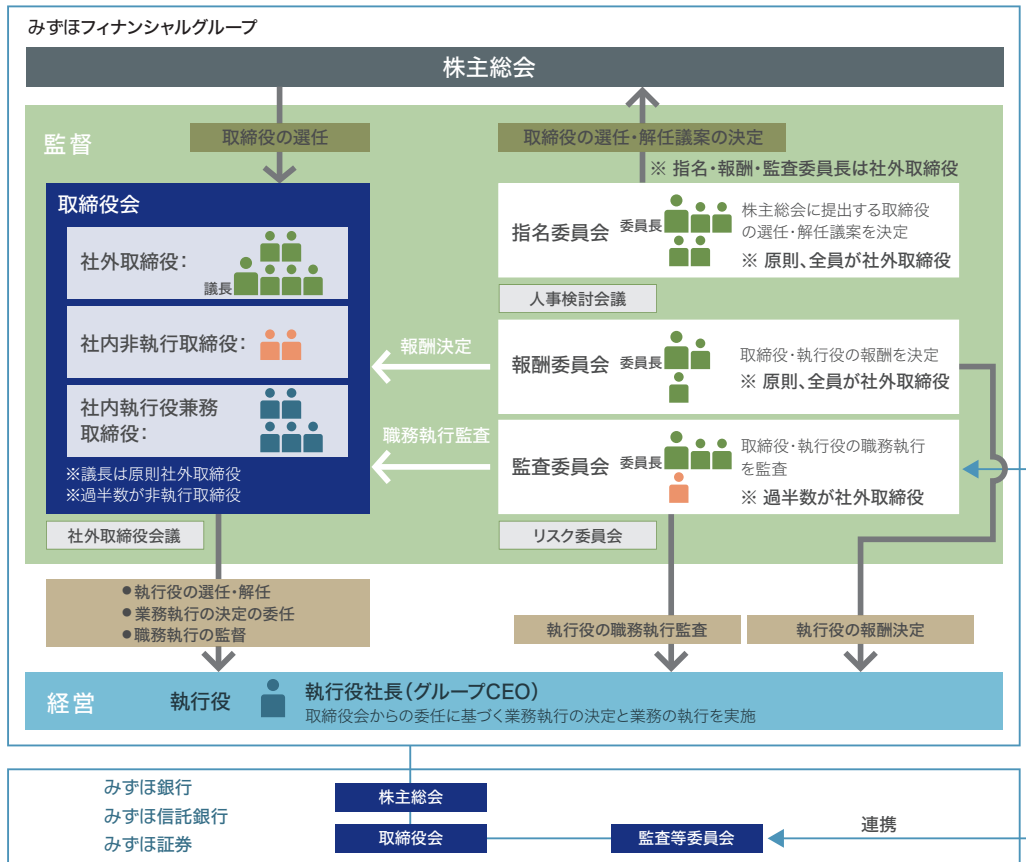 みずほフィナンシャルグループ
株主総会
監督
取締役の選任
取締役の選任・解任議案の決定
※ 指名・報酬・監査委員長は社外取締役
取締役会
社外取締役：
議長
社内非執行取締役：
社内執行役兼務
取締役：
※議長は原則社外取締役
※過半数が非執行取締役
社外取締役会議
報酬決定
職務執行監査
指名委員会
委員長
株主総会に提出する取締役
の選任・解任議案を決定
※ 原則、全員が社外取締役
人事検討会議
報酬委員会
委員長
取締役・執行役の報酬を決定
※ 原則、全員が社外取締役
監査委員会
委員長
取締役・執行役の職務執行
を監査
※ 過半数が社外取締役
リスク委員会
●執行役の選任・解任
●業務執行の決定の委任
●職務執行の監督
執行役の職務執行監査
執行役の報酬決定
経営
執行役
執行役社長（グループCEO）
取締役会からの委任に基づく業務執行の決定と業務の執行を実施
みずほ銀行
みずほ信託銀行
みずほ証券
株主総会
取締役会
監査等委員会
連携